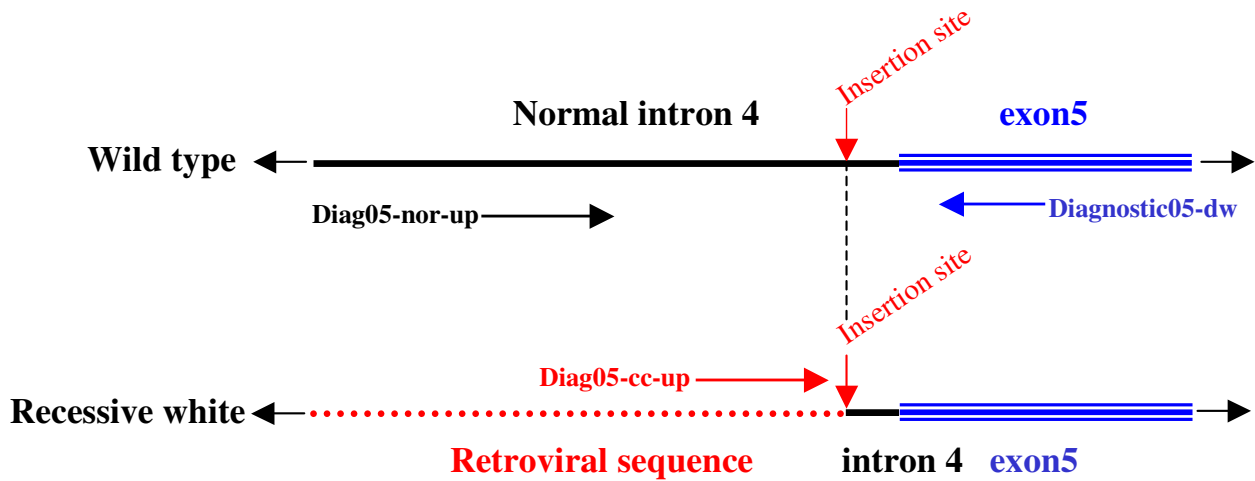 Insertion site
Normal intron 4 exon5
Wild type
Diag05-nor-up Diagnostic05-dw
Insertion site
Diag05-cc-up
Recessive white
Retroviral sequence intron 4 exon5